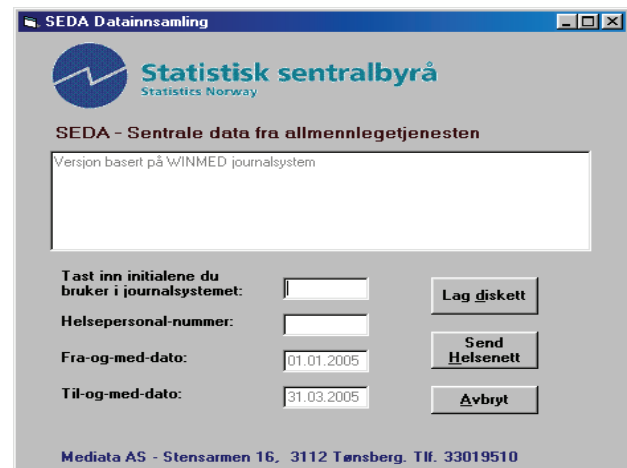 SEDA Datainnsamling
Statistisk sentralbyrå
Statistics Norway
SEDA - Sentrale data fra allmennlegetjenesten
Versjon basert på WINMED journalsystem
Tast inn initialene du
bruker i journalsystemet:
Lag diskett
Helsepersonal-nummer:
Send
Helsenett
Fra-og-med-dato:
01.01.2005
Til-og-med-dato:
31.03.2005
Avbryt
Mediata AS - Stensarmen 16, 3112 Tønsberg. Tlf. 33019510